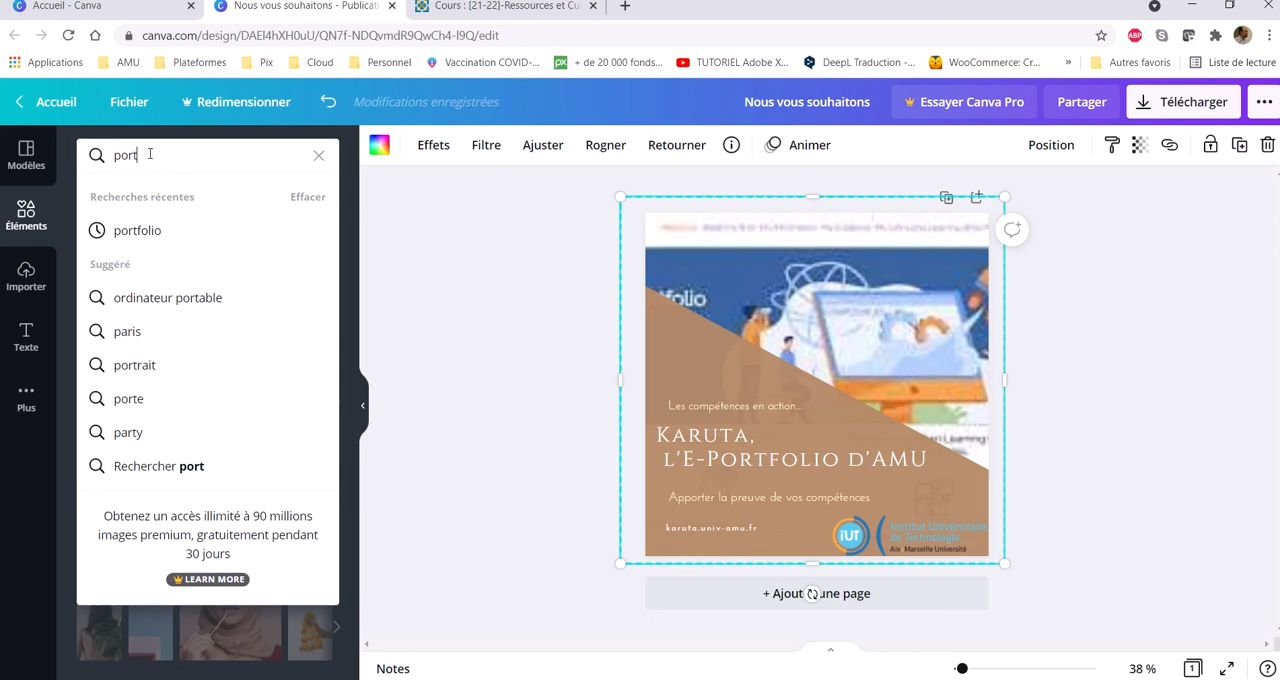 Accueil - Canva
Nous vous souhaitons - Publicat
Cours : [21-22]-Ressources et Cu
canva.com/design/DAEl4hXH0uU/QN7f-NDQvmdR9QwCh4-I9Q/edit
ABP
Applications
AMU
Plateformes
Pix
Cloud
Personnel
Vaccination COVID-...
+ de 20 000 fonds...
TUTORIEL Adobe X...
DeepL Traduction -...
WooCommerce: Cr...
»
Autres favoris
Liste de lecture
Accueil
Fichier
Redimensionner
Modifications enregistrées
Nous vous souhaitons
Essayer Canva Pro
Partager
Télécharger
Effets
Filtre
Ajuster
Rogner
Retourner
Animer
Position
Modèles
Éléments
Importer
Texte
Plus
port
Recherches récentes
Effacer
portfolio
Suggéré
ordinateur portable
paris
portrait
porte
party
Rechercher port
Obtenez un accès illimité à 90 millions
images premium, gratuitement pendant
30 jours
LEARN MORE
tfolio
Les compétences en action...
Karuta,
l'E-Portfolio d'AMU
Apporter la preuve de vos compétences
karuta.univ-amu.fr
iUT
Institut Universitaire
de Technologie
Aix Marseille Université
+ Ajouter une page
Notes
38 %
1